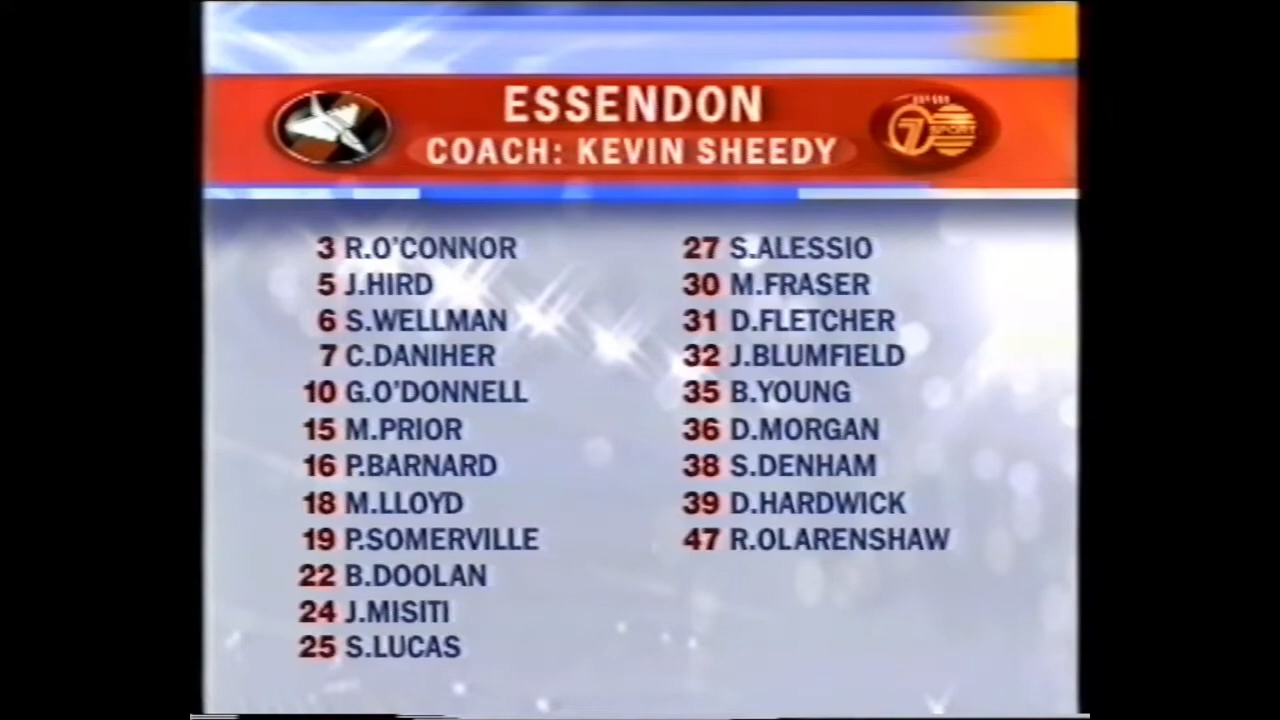 ESSENDON
COACH: KEVIN SHEEDY
7 SPORT
3 R.O'CONNOR
5 J.HIRD
6 S.WELLMAN
7 C.DANIHER
10 G.O'DONNELL
15 M.PRIOR
16 P.BARNARD
18 M.LLOYD
19 P.SOMERVILLE
22 B.DOOLAN
24 J.MISITI
25 S.LUCAS
27 S.ALESSIO
30 M.FRASER
31 D.FLETCHER
32 J.BLUMFIELD
35 B.YOUNG
36 D.MORGAN
38 S.DENHAM
39 D.HARDWICK
47 R.OLARENSHAW